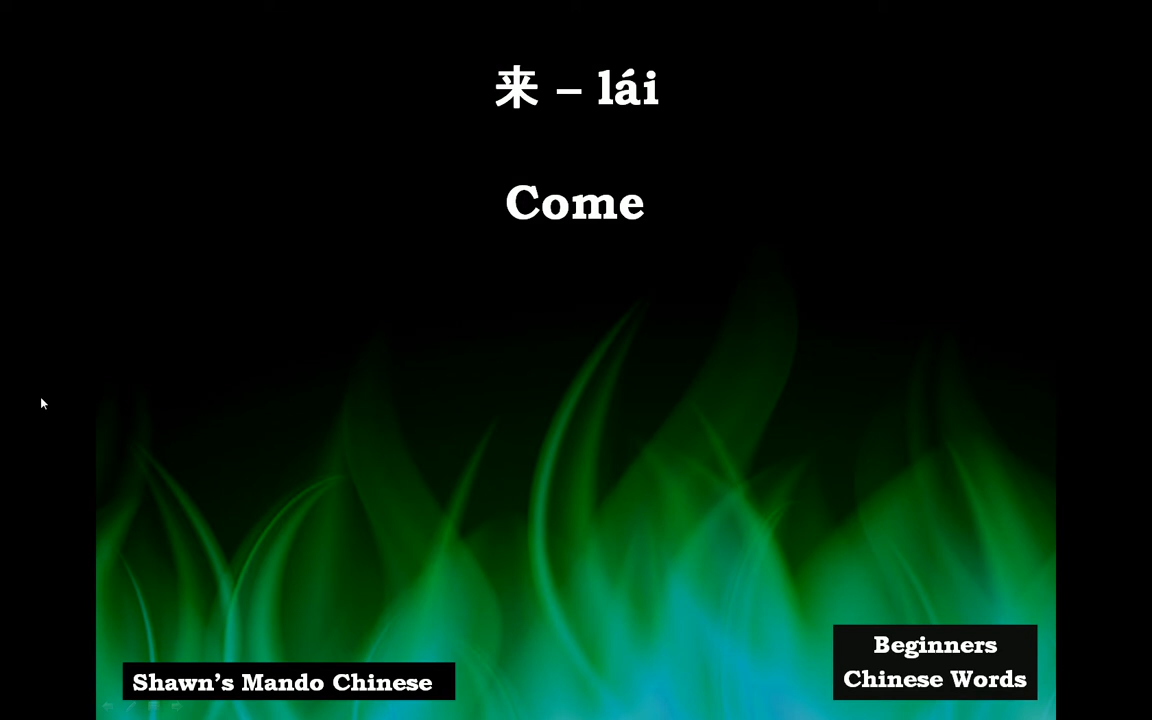 来 – lái
Come
Shawn's Mando Chinese
Beginners
Chinese Words